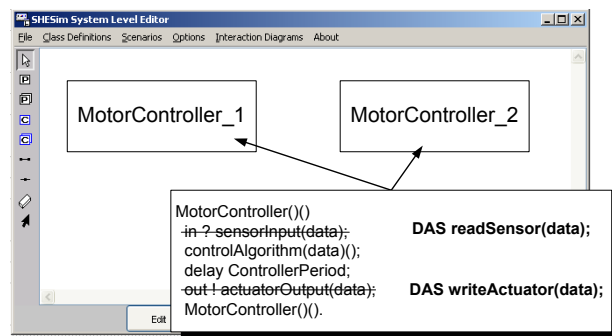 SHESim System Level Editor
File Class Definitions Scenarios Options Interaction Diagrams About
P
P
C
C
MotorController_1
MotorController_2
MotorController()()
in ? sensorInput(data); DAS readSensor(data);
controlAlgorithm(data)();
delay ControllerPeriod;
out ! actuatorOutput(data); DAS writeActuator(data);
MotorController()().
Edit